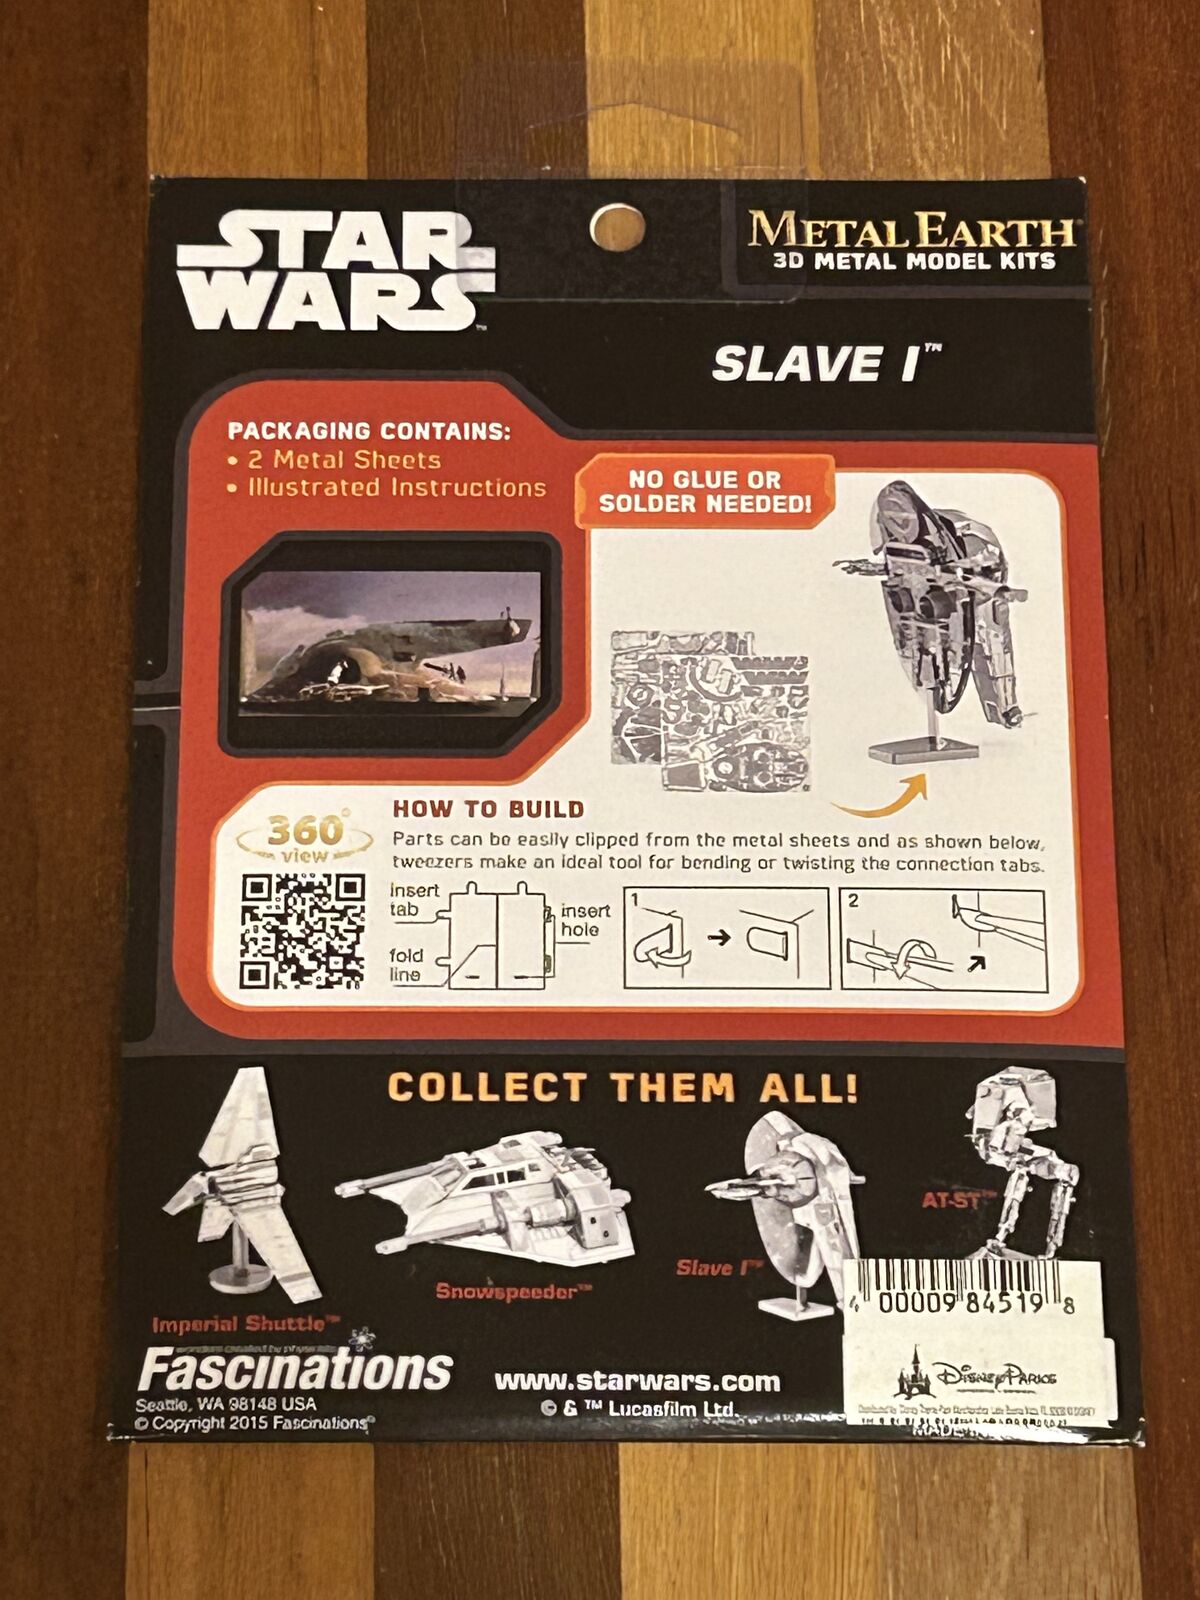 STAR
WARS™
METAL EARTH®
3D METAL MODEL KITS
SLAVE I™
PACKAGING CONTAINS:
• 2 Metal Sheets
• Illustrated Instructions
NO GLUE OR
SOLDER NEEDED!
360°
view
HOW TO BUILD
Parts can be easily clipped from the metal sheets and as shown below,
tweezers make an ideal tool for bending or twisting the connection tabs.
insert
tab
insert
hole
fold
line
1
2
COLLECT THEM ALL!
AT-ST™
Slave I™
Snowspeeder™
Imperial Shuttle™
4 00009 84519 8
Fascinations
Seattle, WA 98148 USA
© Copyright 2015 Fascinations®
www.starwars.com
© & ™ Lucasfilm Ltd.
Disney Parks